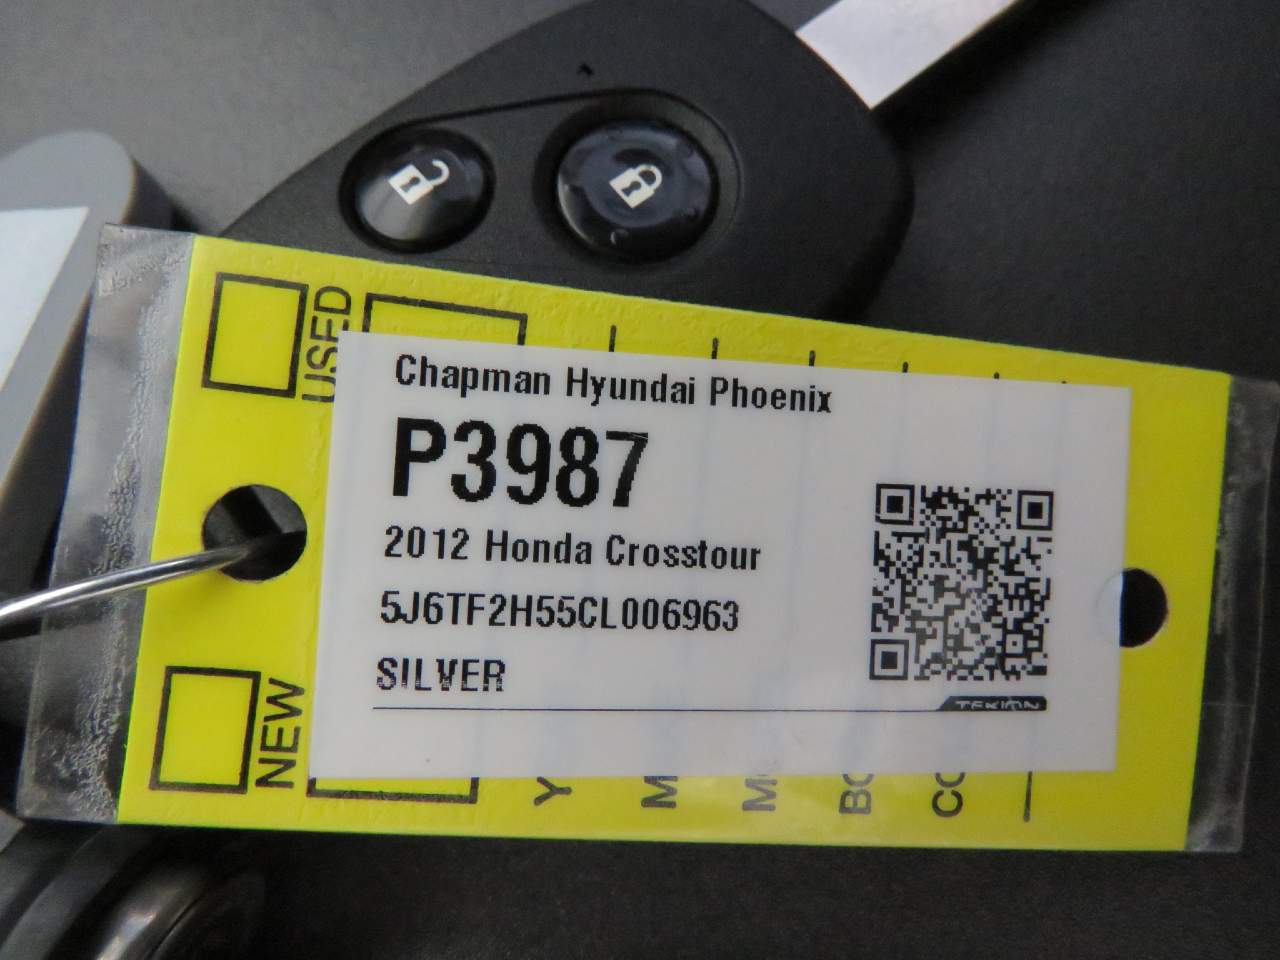 Chapman Hyundai Phoenix
P3987
2012 Honda Crosstour
5J6TF2H55CL006963
SILVER
TEKION
USED
NEW